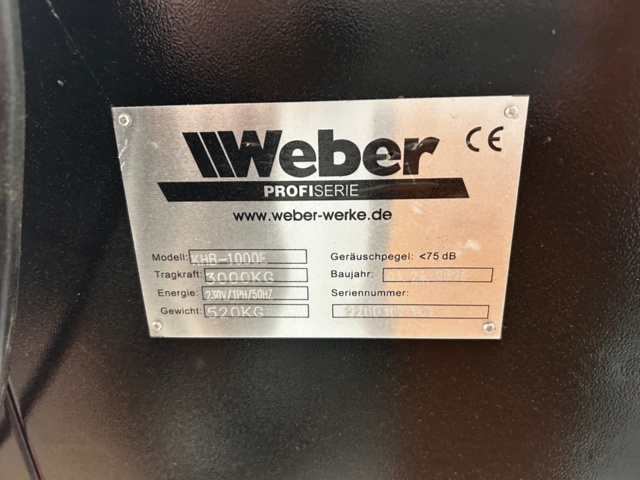 Weber
CE
PROFISERIE
www.weber-werke.de
Modell: KHB-1000E
Geräuschpegel: <75 dB
Tragkraft: 3000KG
Baujahr:
Energie: 230V/1PH/50HZ
Seriennummer:
Gewicht: 520KG